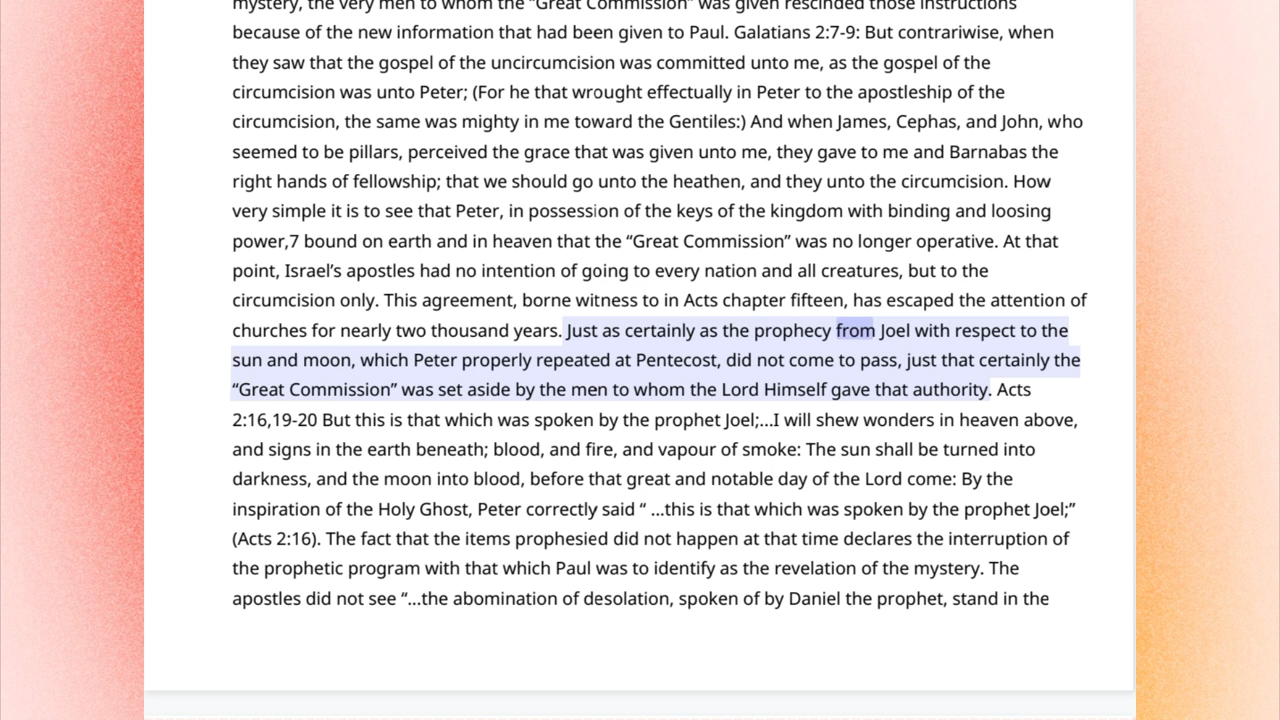 mystery, the very men to whom the “Great Commission” was given rescinded those instructions
because of the new information that had been given to Paul. Galatians 2:7-9: But contrariwise, when
they saw that the gospel of the uncircumcision was committed unto me, as the gospel of the
circumcision was unto Peter; (For he that wrought effectually in Peter to the apostleship of the
circumcision, the same was mighty in me toward the Gentiles:) And when James, Cephas, and John, who
seemed to be pillars, perceived the grace that was given unto me, they gave to me and Barnabas the
right hands of fellowship; that we should go unto the heathen, and they unto the circumcision. How
very simple it is to see that Peter, in possession of the keys of the kingdom with binding and loosing
power,7 bound on earth and in heaven that the “Great Commission” was no longer operative. At that
point, Israel’s apostles had no intention of going to every nation and all creatures, but to the
circumcision only. This agreement, borne witness to in Acts chapter fifteen, has escaped the attention of
churches for nearly two thousand years. Just as certainly as the prophecy from Joel with respect to the
sun and moon, which Peter properly repeated at Pentecost, did not come to pass, just that certainly the
“Great Commission” was set aside by the men to whom the Lord Himself gave that authority. Acts
2:16,19-20 But this is that which was spoken by the prophet Joel;...I will shew wonders in heaven above,
and signs in the earth beneath; blood, and fire, and vapour of smoke: The sun shall be turned into
darkness, and the moon into blood, before that great and notable day of the Lord come: By the
inspiration of the Holy Ghost, Peter correctly said “ ...this is that which was spoken by the prophet Joel;”
(Acts 2:16). The fact that the items prophesied did not happen at that time declares the interruption of
the prophetic program with that which Paul was to identify as the revelation of the mystery. The
apostles did not see “...the abomination of desolation, spoken of by Daniel the prophet, stand in the